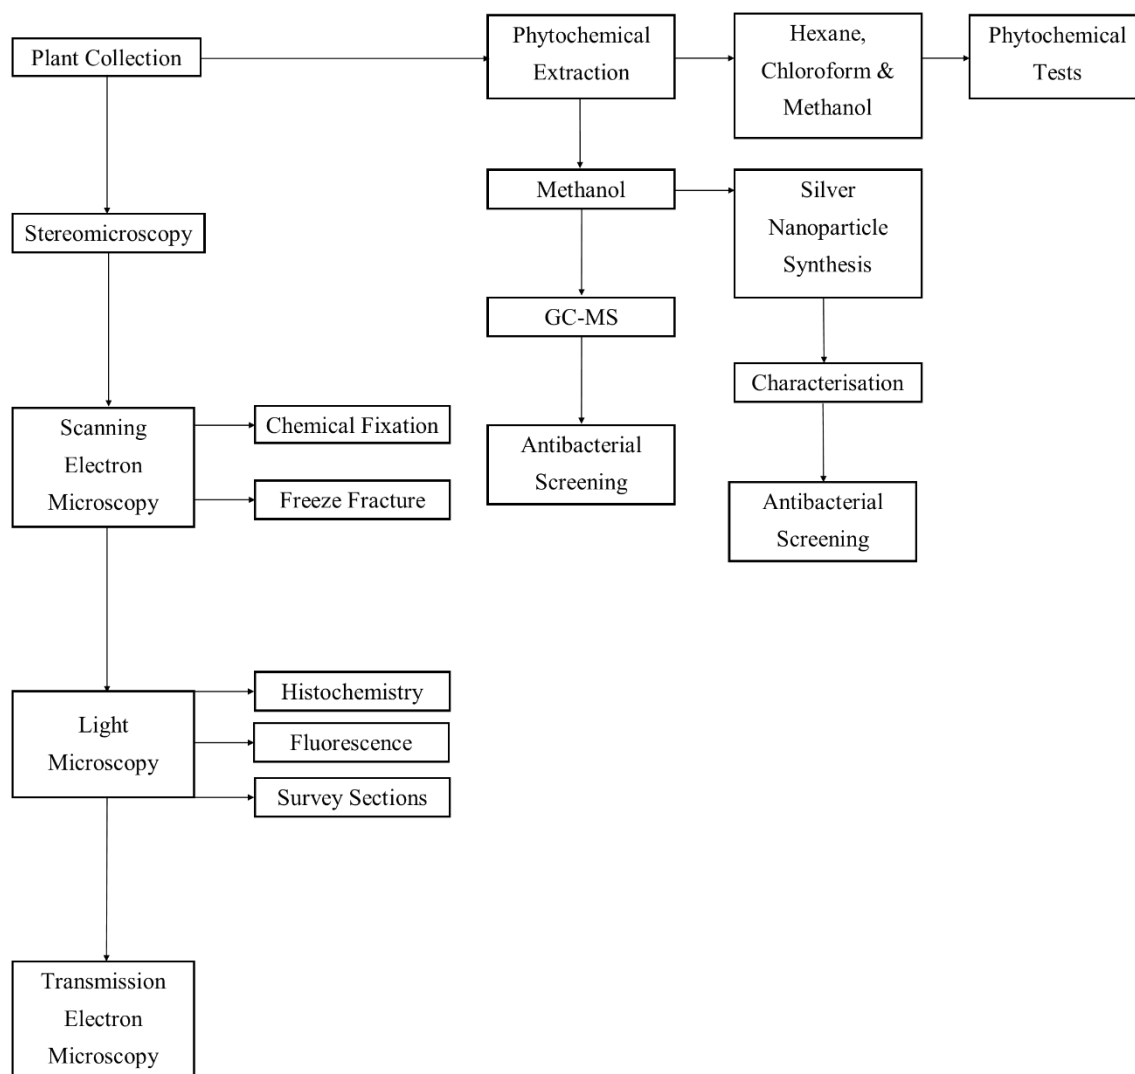 Plant Collection
Phytochemical
Extraction
Hexane,
Chloroform &
Methanol
Phytochemical
Tests
Methanol
Silver
Nanoparticle
Synthesis
Stereomicroscopy
GC-MS
Characterisation
Scanning
Electron
Microscopy
Chemical Fixation
Freeze Fracture
Antibacterial
Screening
Antibacterial
Screening
Light
Microscopy
Histochemistry
Fluorescence
Survey Sections
Transmission
Electron
Microscopy